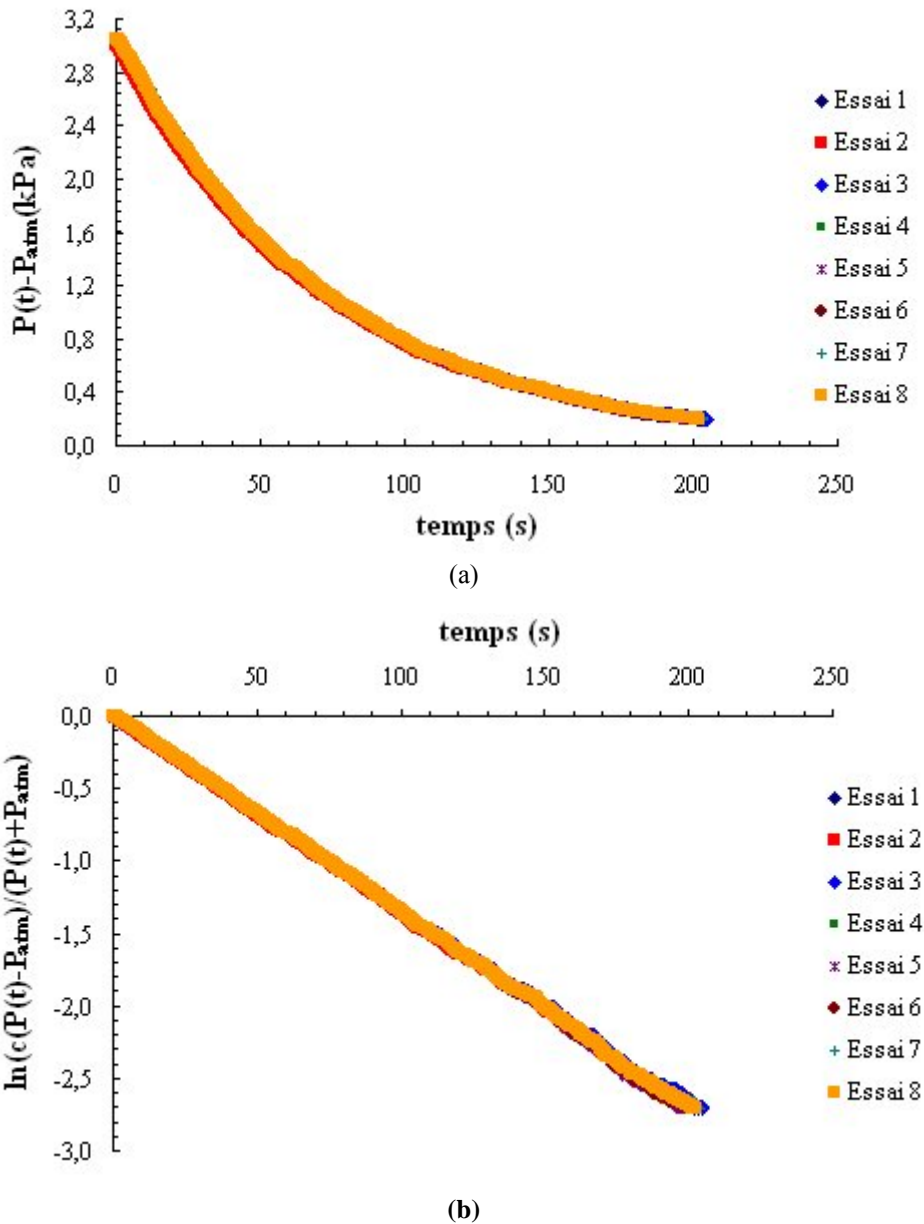 3,2
2,8
2,4
2,0
1,6
1,2
0,8
0,4
0,0
P(t)-Patm(kPa)
0 50 100 150 200 250
temps (s)
Essai 1
Essai 2
Essai 3
Essai 4
Essai 5
Essai 6
Essai 7
Essai 8
(a)
temps (s)
0 50 100 150 200 250
0,0
-0,5
-1,0
-1,5
-2,0
-2,5
-3,0
ln(c(P(t)-Patm)/(P(t)+Patm)
Essai 1
Essai 2
Essai 3
Essai 4
Essai 5
Essai 6
Essai 7
Essai 8
(b)